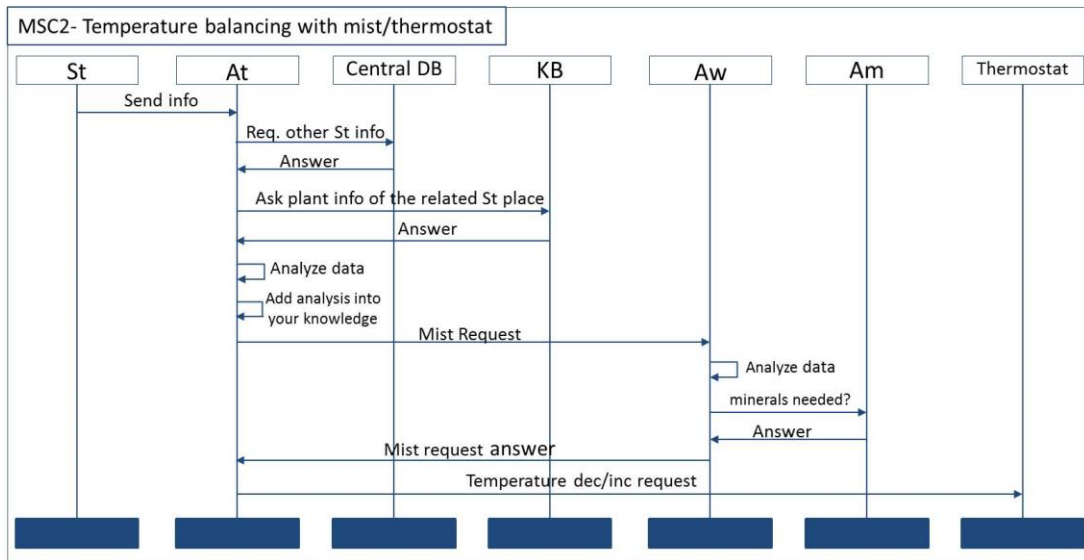 MSC2- Temperature balancing with mist/thermostat
St
At
Central DB
KB
Aw
Am
Thermostat
Send info
Req. other St info
Answer
Ask plant info of the related St place
Answer
Analyze data
Add analysis into
your knowledge
Mist Request
Analyze data
minerals needed?
Answer
Mist request answer
Temperature dec/inc request